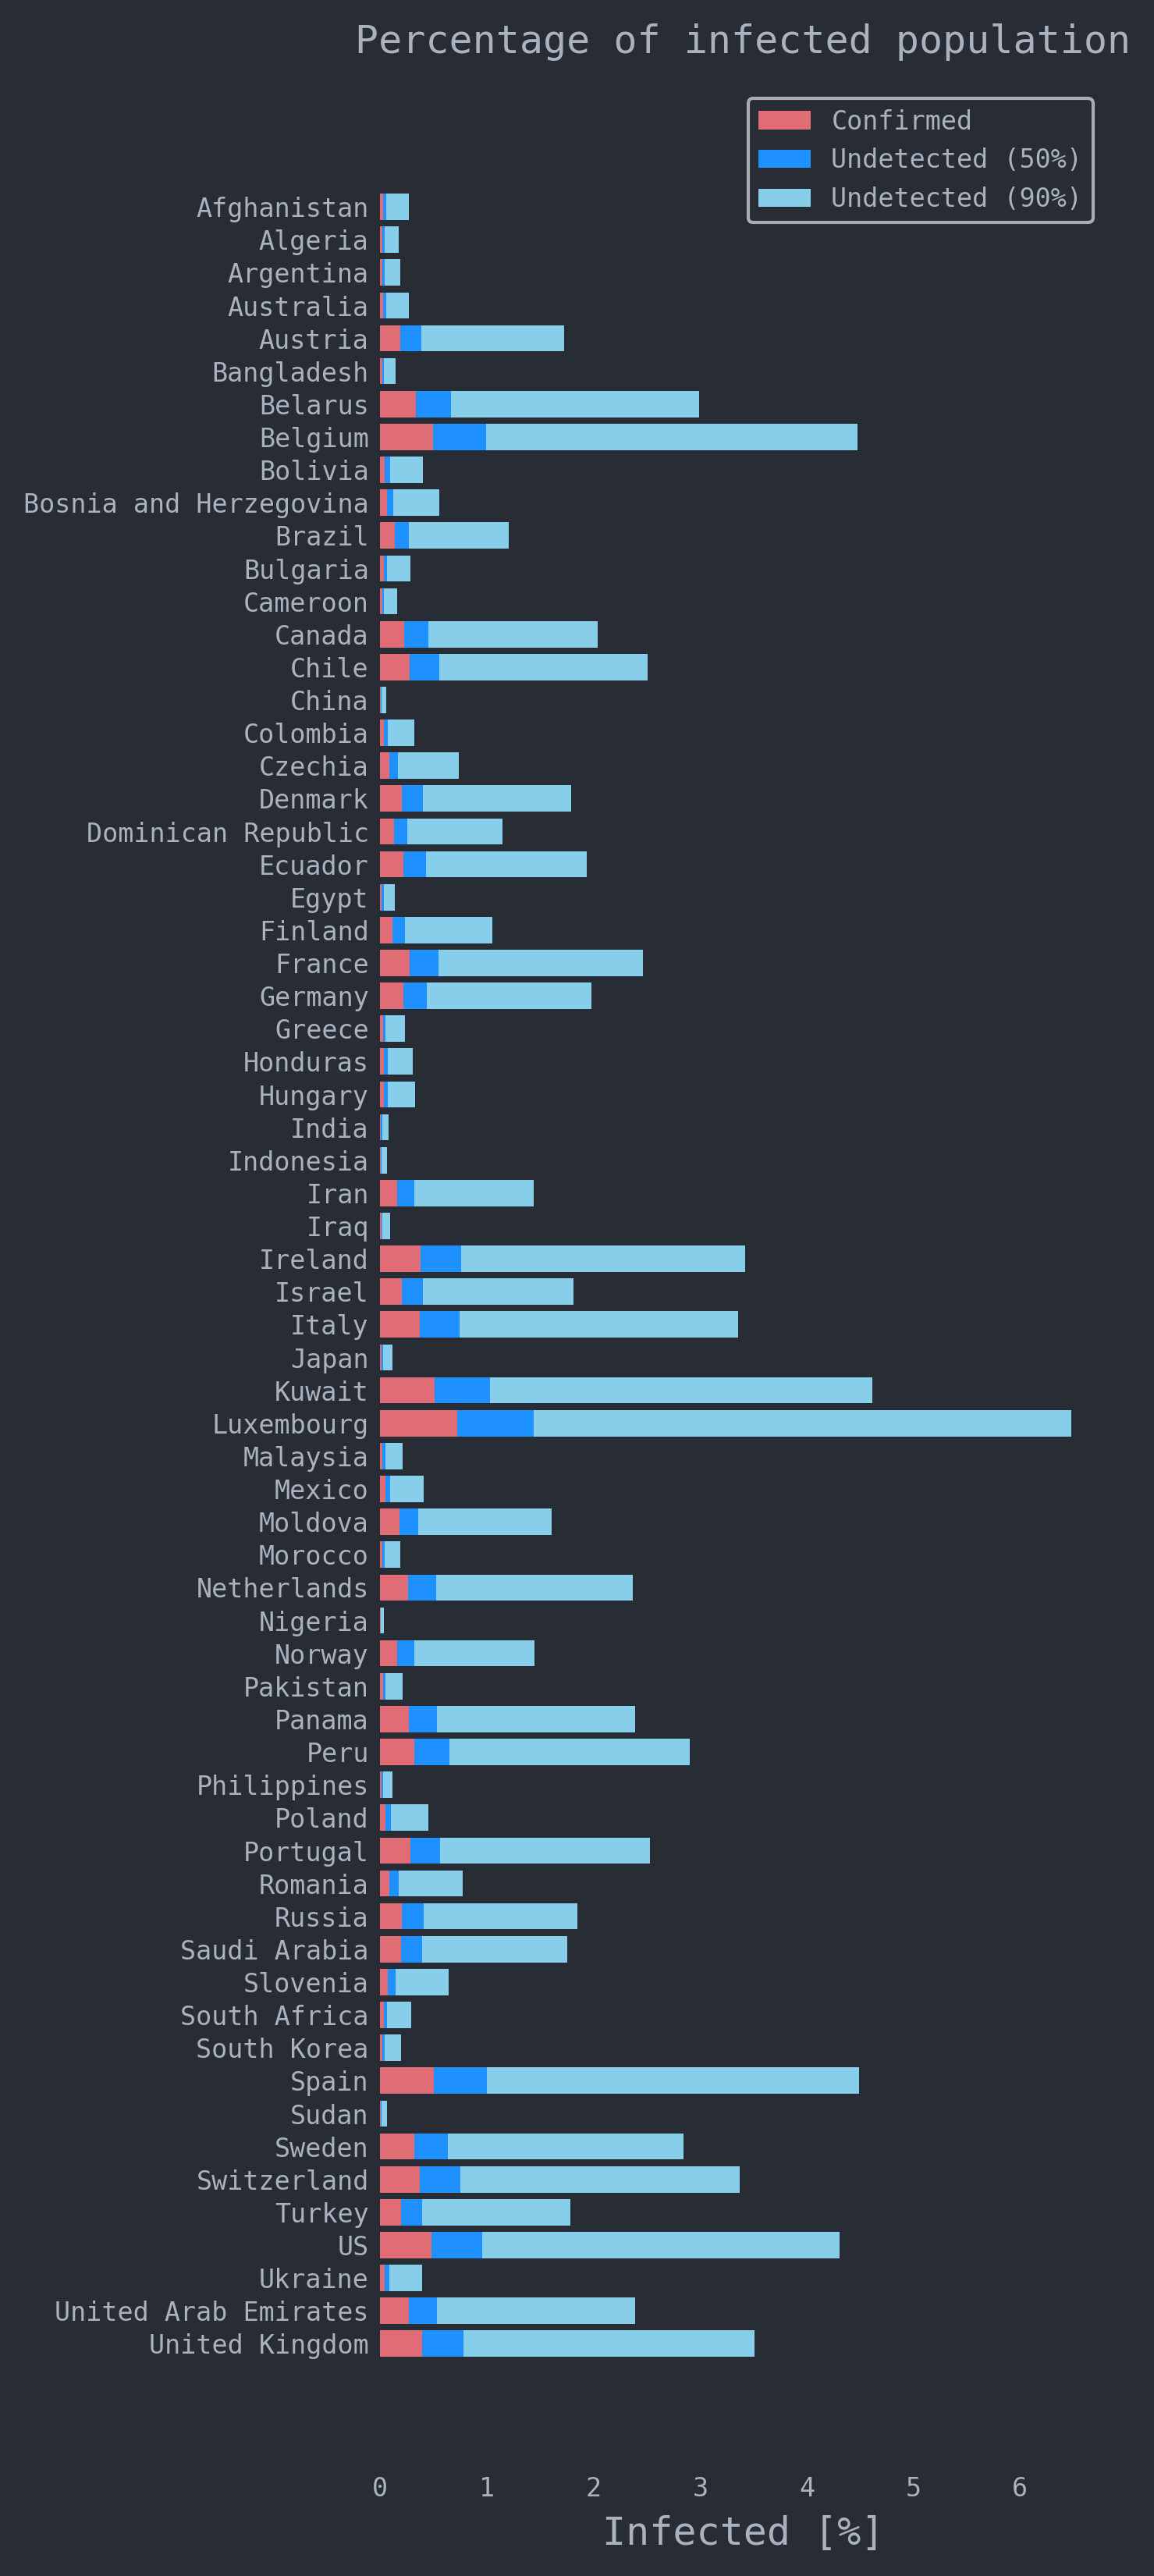 Percentage of infected population
Confirmed
Undetected (50%)
Undetected (90%)
Afghanistan
Algeria
Argentina
Australia
Austria
Bangladesh
Belarus
Belgium
Bolivia
Bosnia and Herzegovina
Brazil
Bulgaria
Cameroon
Canada
Chile
China
Colombia
Czechia
Denmark
Dominican Republic
Ecuador
Egypt
Finland
France
Germany
Greece
Honduras
Hungary
India
Indonesia
Iran
Iraq
Ireland
Israel
Italy
Japan
Kuwait
Luxembourg
Malaysia
Mexico
Moldova
Morocco
Netherlands
Nigeria
Norway
Pakistan
Panama
Peru
Philippines
Poland
Portugal
Romania
Russia
Saudi Arabia
Slovenia
South Africa
South Korea
Spain
Sudan
Sweden
Switzerland
Turkey
US
Ukraine
United Arab Emirates
United Kingdom
0 1 2 3 4 5 6
Infected [%]